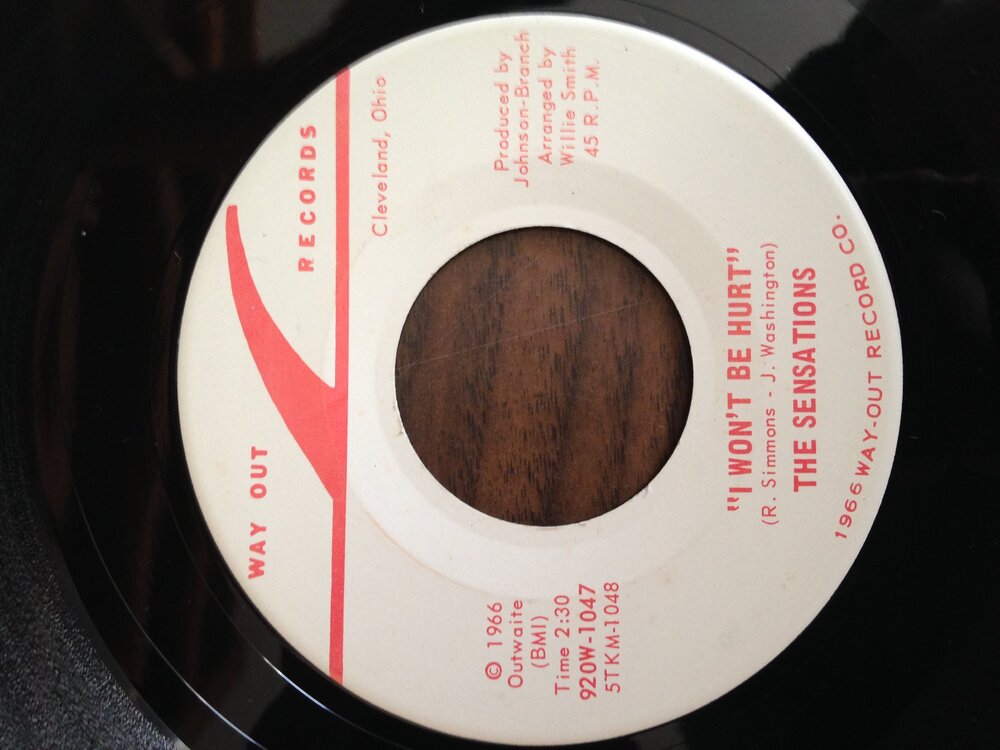 WAY OUT
RECORDS
Cleveland, Ohio
© 1966
Outwaite
(BMI)
Time 2:30
920W-1047
5TKM-1048
Produced by
Johnson-Branch
Arranged by
Willie Smith
45 R.P.M.
"I WON'T BE HURT"
(R. Simmons - J. Washington)
THE SENSATIONS
1966 WAY-OUT RECORD CO.